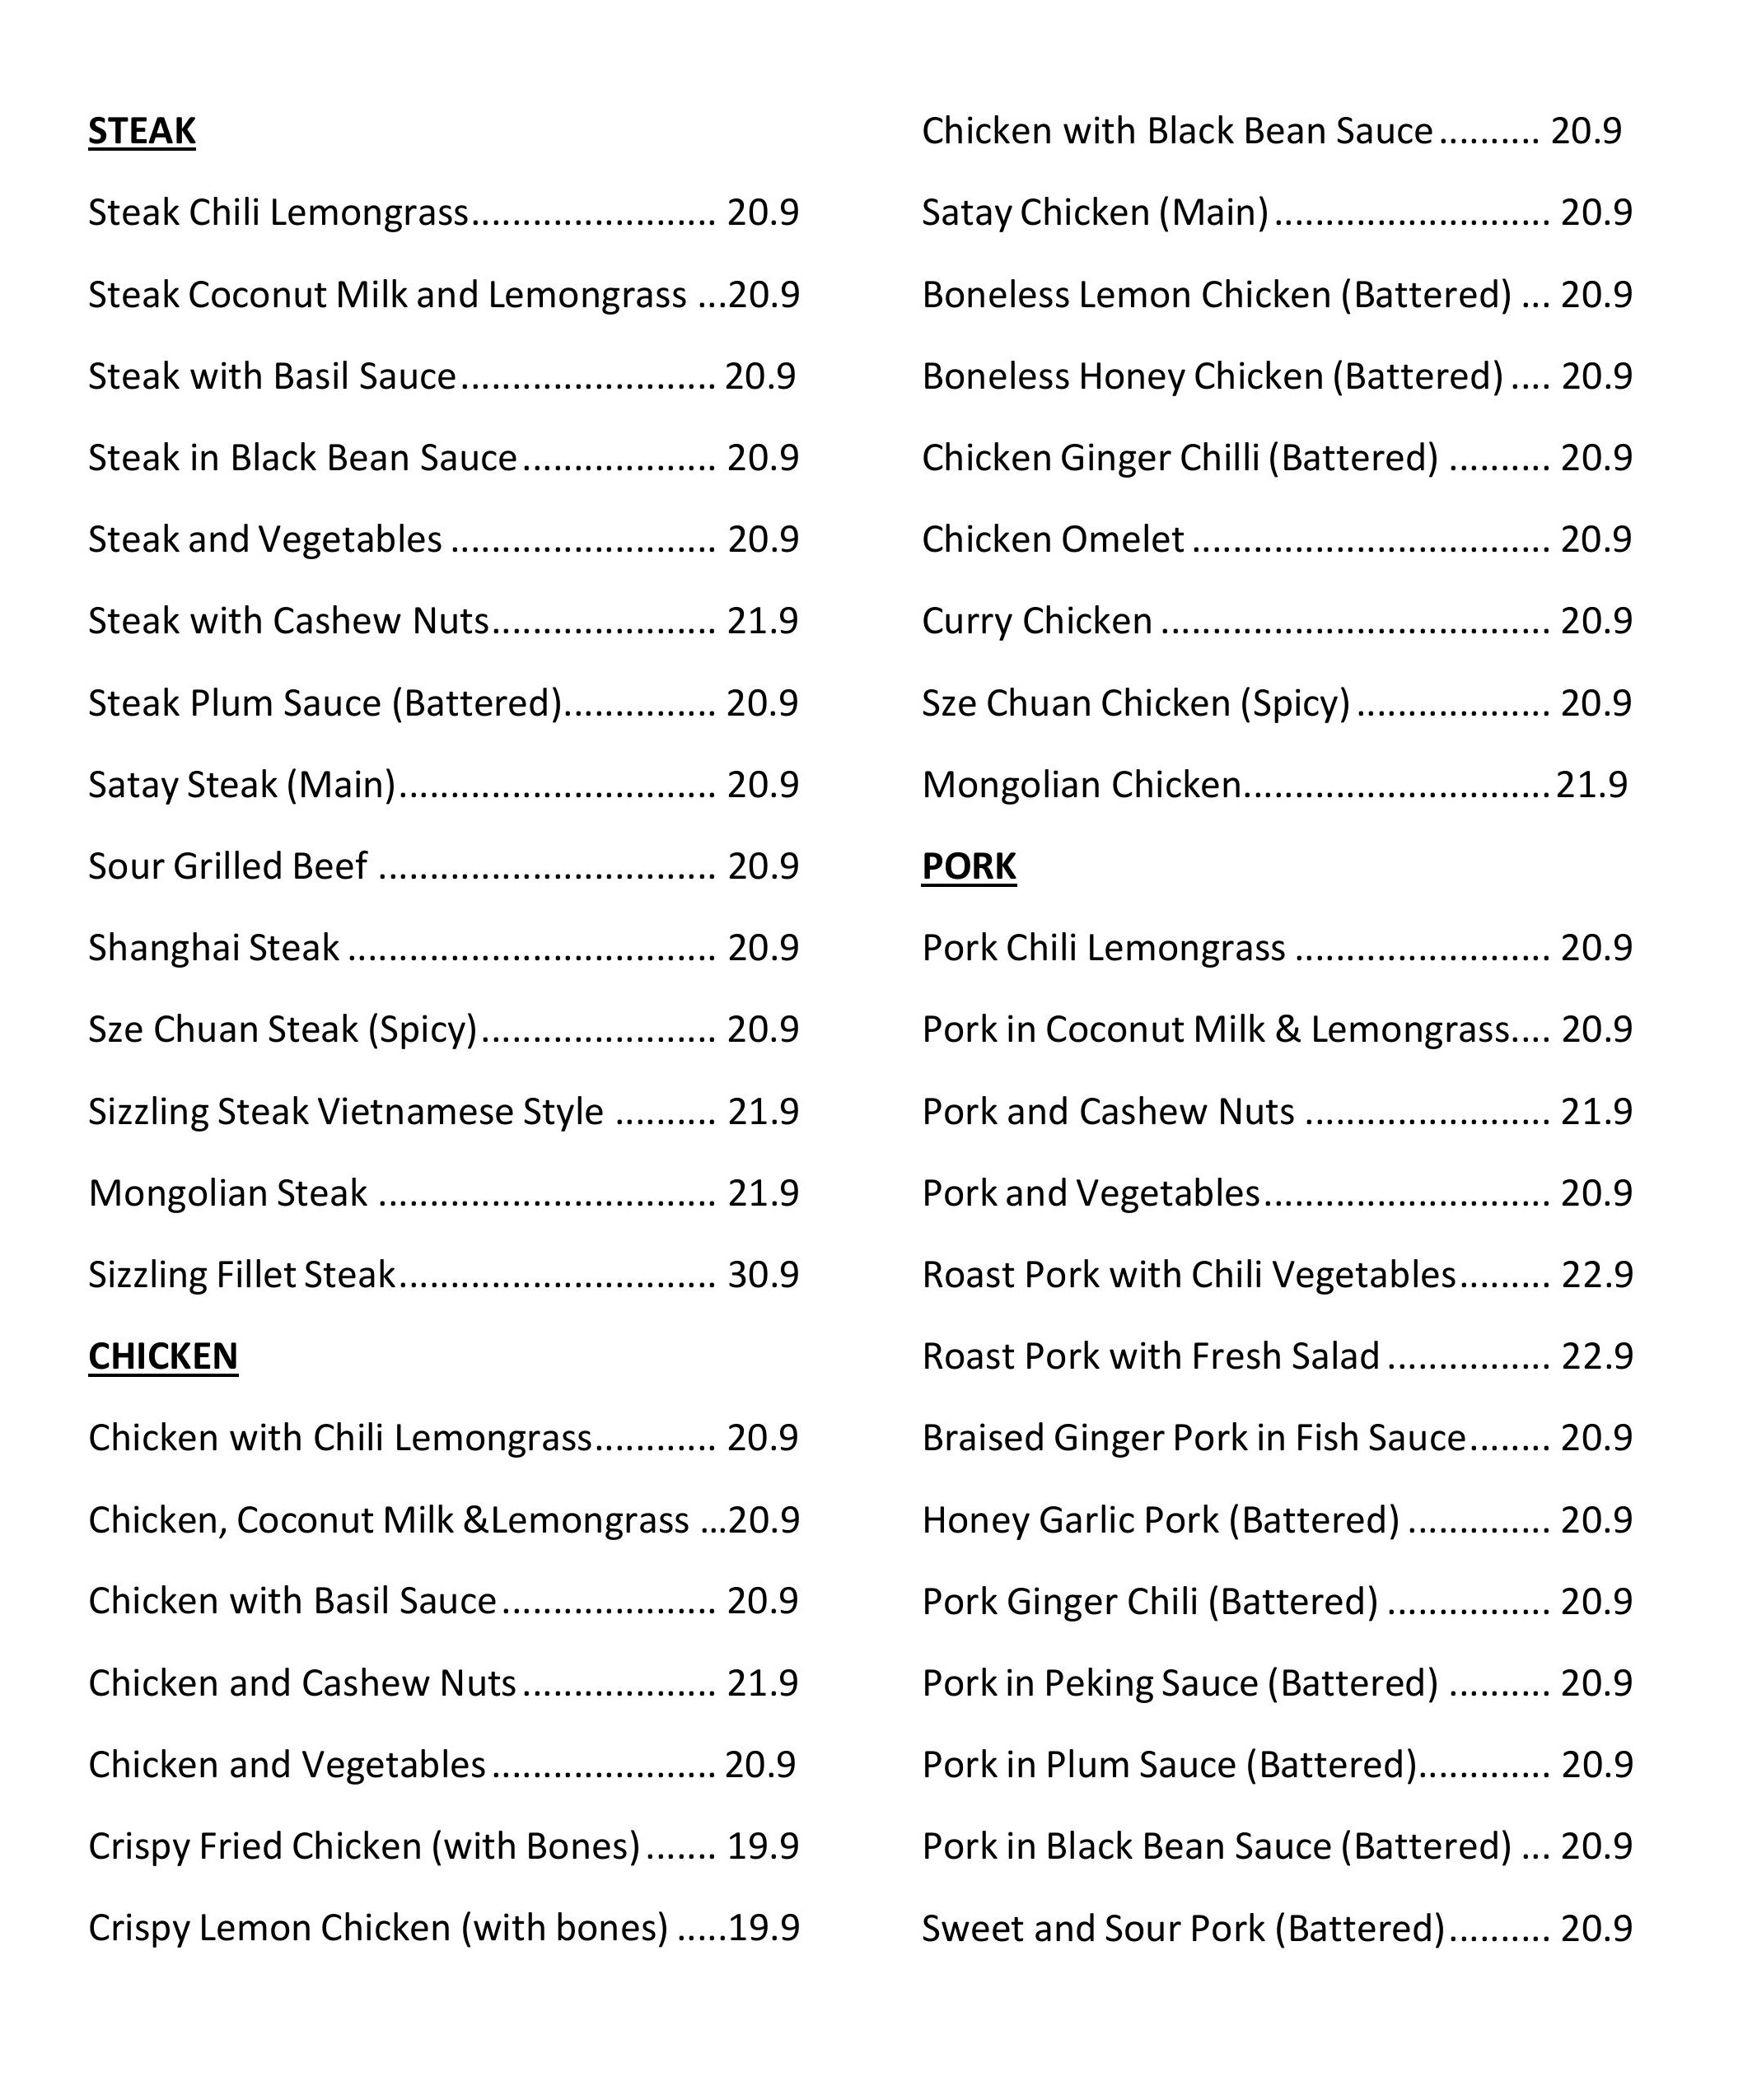 STEAK
Steak Chili Lemongrass........................ 20.9
Steak Coconut Milk and Lemongrass ...20.9
Steak with Basil Sauce......................... 20.9
Steak in Black Bean Sauce................... 20.9
Steak and Vegetables .......................... 20.9
Steak with Cashew Nuts...................... 21.9
Steak Plum Sauce (Battered)............... 20.9
Satay Steak (Main)............................... 20.9
Sour Grilled Beef ................................. 20.9
Shanghai Steak .................................... 20.9
Sze Chuan Steak (Spicy)....................... 20.9
Sizzling Steak Vietnamese Style .......... 21.9
Mongolian Steak ................................. 21.9
Sizzling Fillet Steak............................... 30.9
CHICKEN
Chicken with Chili Lemongrass............ 20.9
Chicken, Coconut Milk &Lemongrass ...20.9
Chicken with Basil Sauce..................... 20.9
Chicken and Cashew Nuts................... 21.9
Chicken and Vegetables...................... 20.9
Crispy Fried Chicken (with Bones)....... 19.9
Crispy Lemon Chicken (with bones) .....19.9
Chicken with Black Bean Sauce.......... 20.9
Satay Chicken (Main)........................... 20.9
Boneless Lemon Chicken (Battered) ... 20.9
Boneless Honey Chicken (Battered).... 20.9
Chicken Ginger Chilli (Battered) .......... 20.9
Chicken Omelet................................... 20.9
Curry Chicken ...................................... 20.9
Sze Chuan Chicken (Spicy)................... 20.9
Mongolian Chicken..............................21.9
PORK
Pork Chili Lemongrass ......................... 20.9
Pork in Coconut Milk & Lemongrass.... 20.9
Pork and Cashew Nuts ........................ 21.9
Pork and Vegetables............................ 20.9
Roast Pork with Chili Vegetables......... 22.9
Roast Pork with Fresh Salad................ 22.9
Braised Ginger Pork in Fish Sauce........ 20.9
Honey Garlic Pork (Battered).............. 20.9
Pork Ginger Chili (Battered)................ 20.9
Pork in Peking Sauce (Battered) .......... 20.9
Pork in Plum Sauce (Battered)............. 20.9
Pork in Black Bean Sauce (Battered) ... 20.9
Sweet and Sour Pork (Battered).......... 20.9